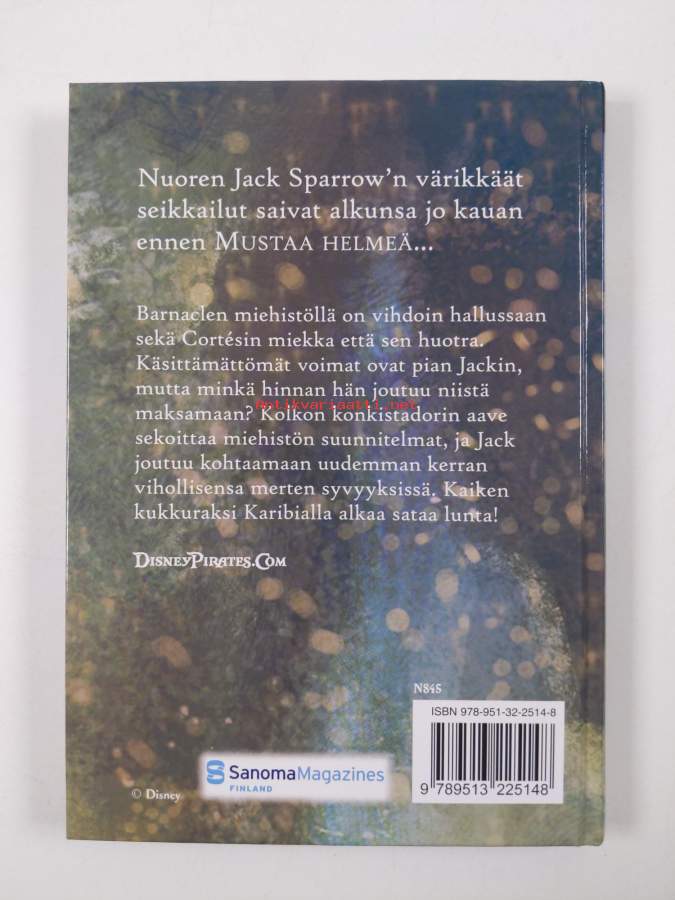 Nuoren Jack Sparrow'n värikkäät
seikkailut saivat alkunsa jo kauan
ennen MUSTAA HELMEÄ...
Barnaclen miehistöllä on vihdoin hallussaan
sekä Cortésin miekka että sen huotra.
Käsittämättömät voimat ovat pian Jackin,
mutta minkä hinnan hän joutuu niistä
maksamaan? Kolkon konkistadorin aave
antikvariaatti.net
sekoittaa miehistön suunnitelmat, ja Jack
joutuu kohtaamaan uudemman kerran
vihollisensa merten syvyyksissä. Kaiken
kukkuraksi Karibialla alkaa sataa lunta!
DISNEYPIRATES.COM
N845
ISBN 978-951-32-2514-8
9 789513 225148
S SanomaMagazines
FINLAND
© Disney